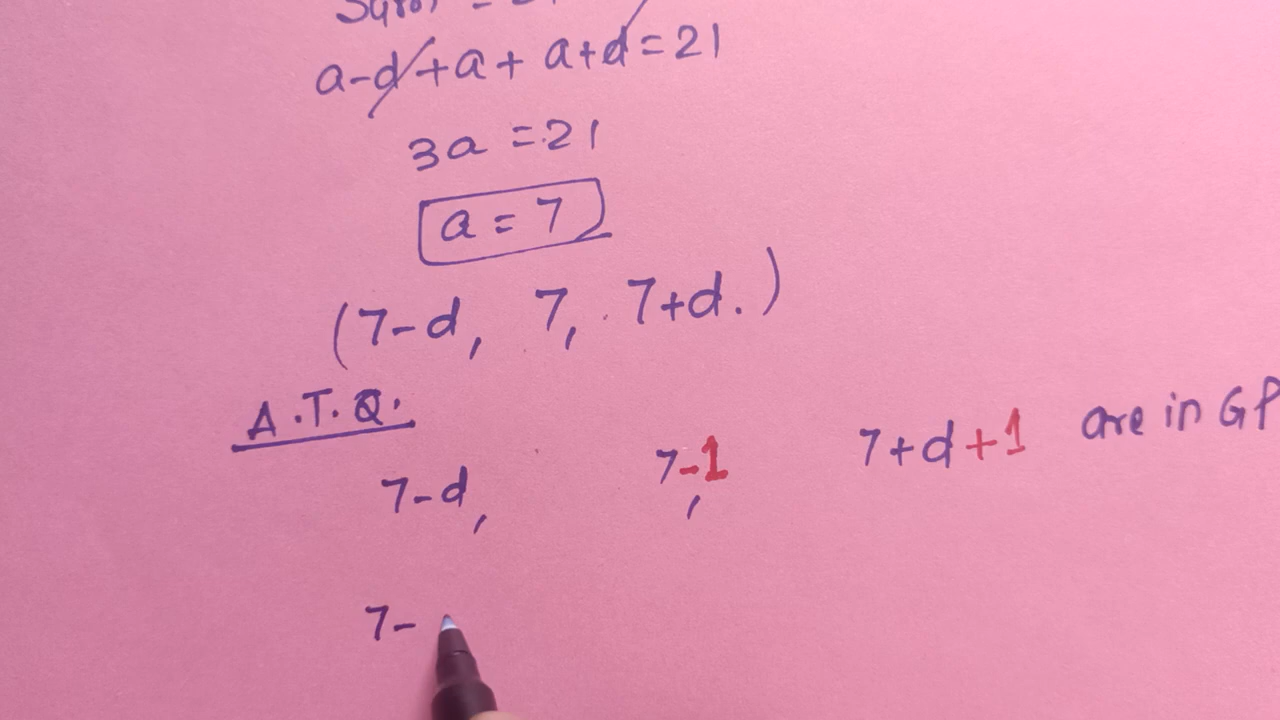 a-d+a+ a+d=21
3a =21
a = 7
(7-d, 7, 7+d.)
A.T.Q.
7-d, 7-1, 7+d+1 are in GP
7-